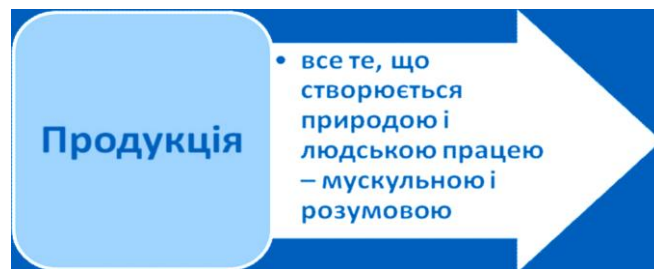 Продукція
• все те, що
створюється
природою і
людською працею
– мускульною і
розумовою